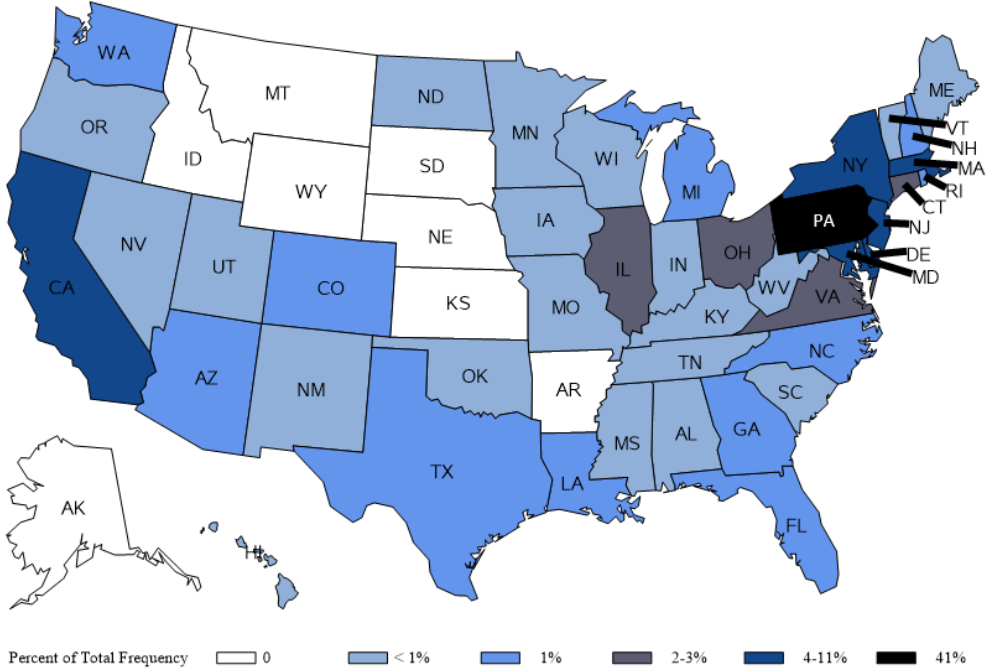 WA
MT
ND
ME
OR
MN
VT
ID
SD
WI
NY
NH
MA
WY
MI
RI
CT
NE
IA
PA
NJ
NV
OH
DE
UT
IL
IN
MD
CA
CO
KS
MO
WV
VA
KY
AZ
NM
OK
TN
NC
AR
SC
MS
AL
GA
TX
LA
AK
FL
HI
Percent of Total Frequency 0 < 1% 1% 2-3% 4-11% 41%